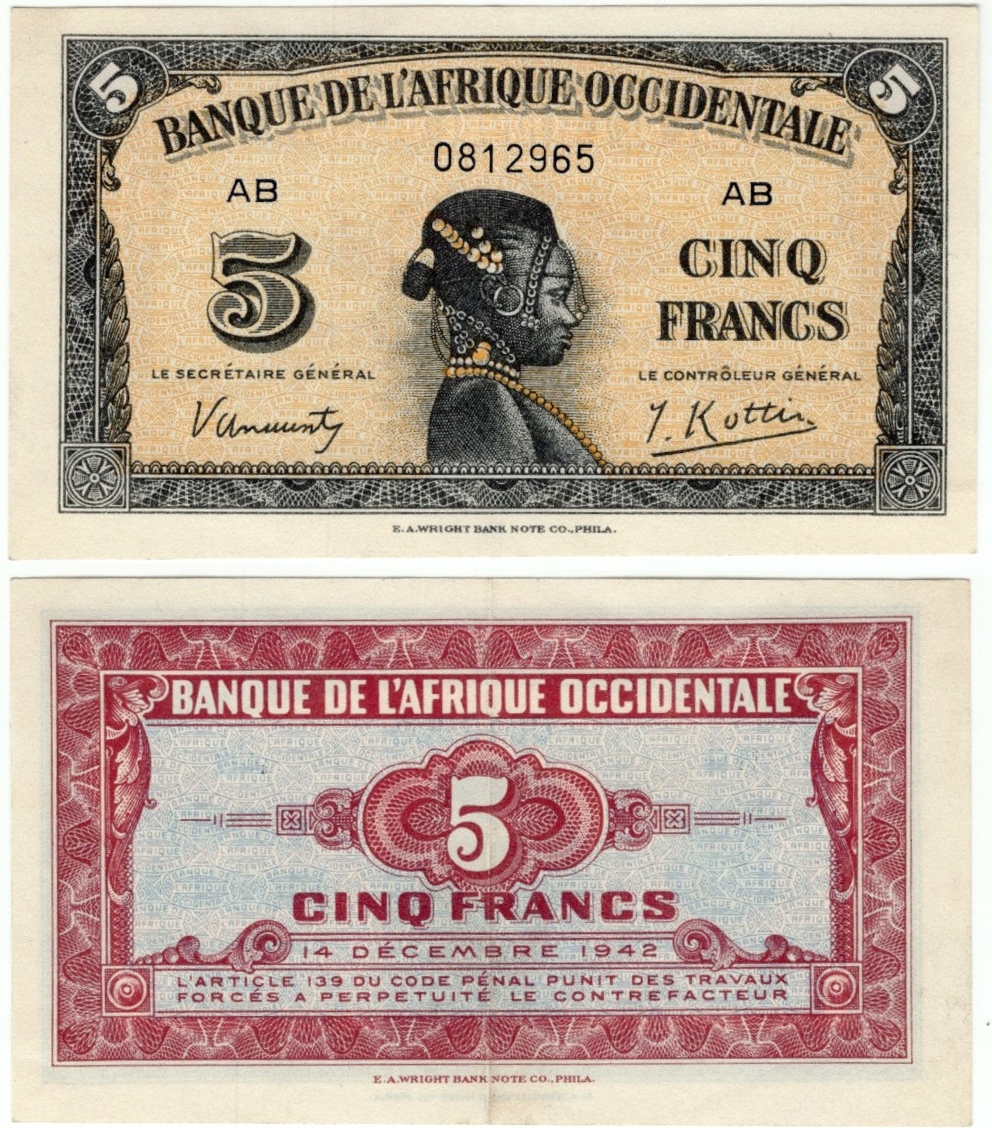 5 5
BANQUE DE L'AFRIQUE OCCIDENTALE
0812965
AB AB
5
CINQ
FRANCS
LE SECRÉTAIRE GÉNÉRAL
LE CONTRÔLEUR GÉNÉRAL
E.A.WRIGHT BANK NOTE CO.,PHILA.
BANQUE DE L'AFRIQUE OCCIDENTALE
5
CINQ FRANCS
14 DÉCEMBRE 1942
L'ARTICLE 139 DU CODE PÉNAL PUNIT DES TRAVAUX
FORCÉS A PERPETUITÉ LE CONTREFACTEUR
E.A.WRIGHT BANK NOTE CO.,PHILA.